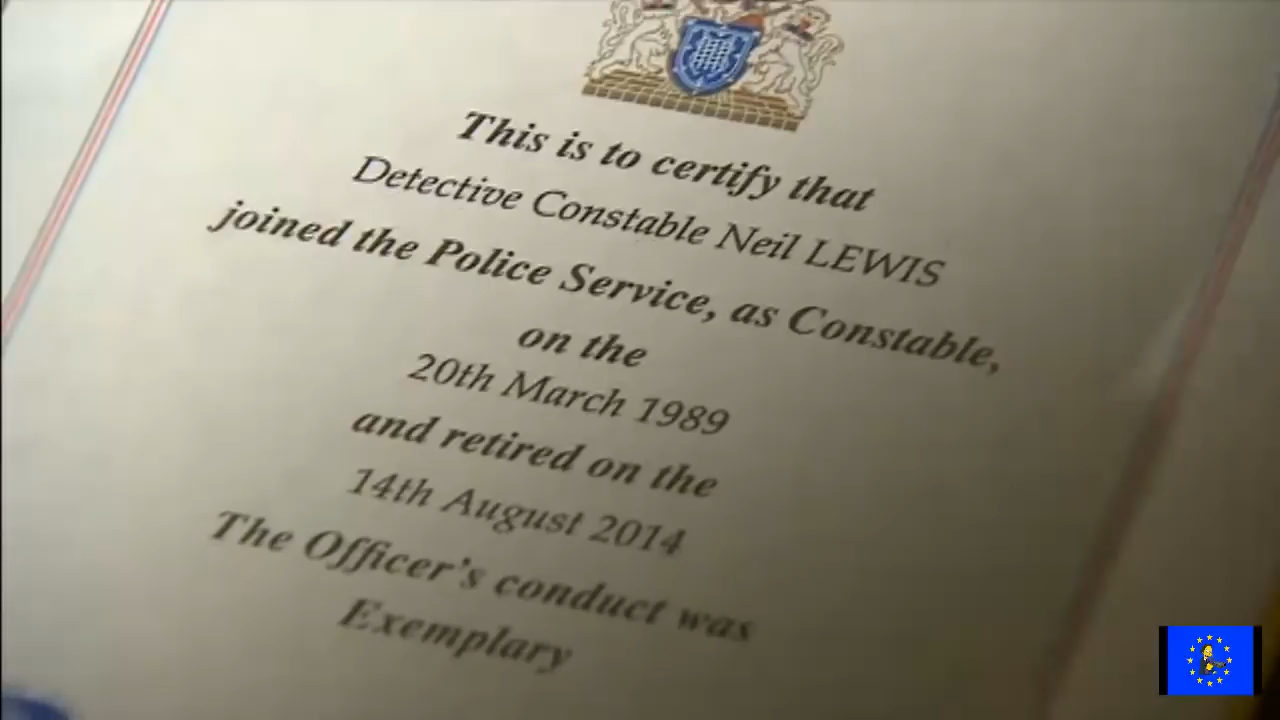 This is to certify that
Detective Constable Neil LEWIS
joined the Police Service, as Constable,
on the
20th March 1989
and retired on the
14th August 2014
The Officer's conduct was
Exemplary